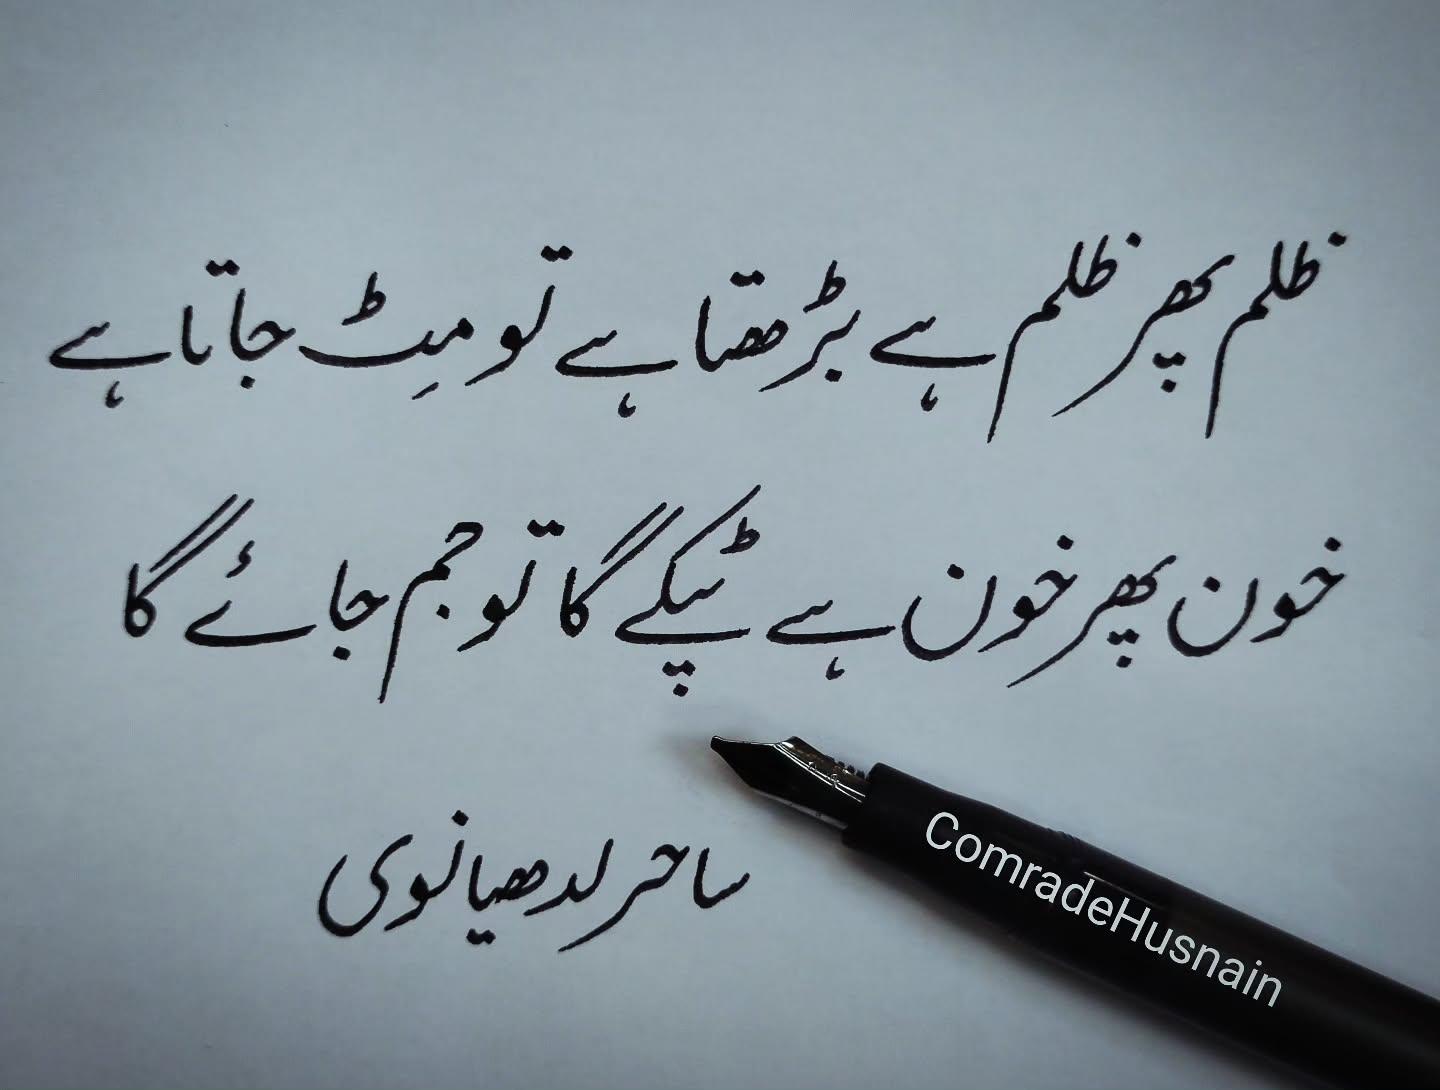 ظلم پھر ظلم ہے بڑھتا ہے تو مِٹ جاتا ہے
خون پھر خون ہے ٹپکے گا تو جم جائے گا
ساحر لدھیانوی
ComradeHusnain